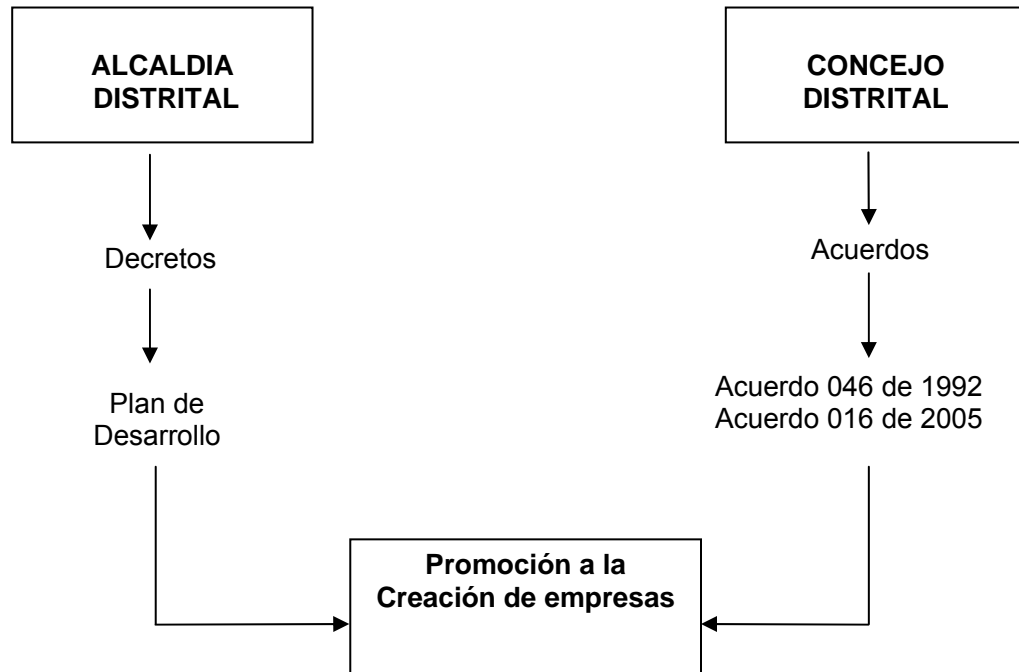 ALCALDIA
DISTRITAL
Decretos
Plan de
Desarrollo
CONCEJO
DISTRITAL
Acuerdos
Acuerdo 046 de 1992
Acuerdo 016 de 2005
Promoción a la
Creación de empresas